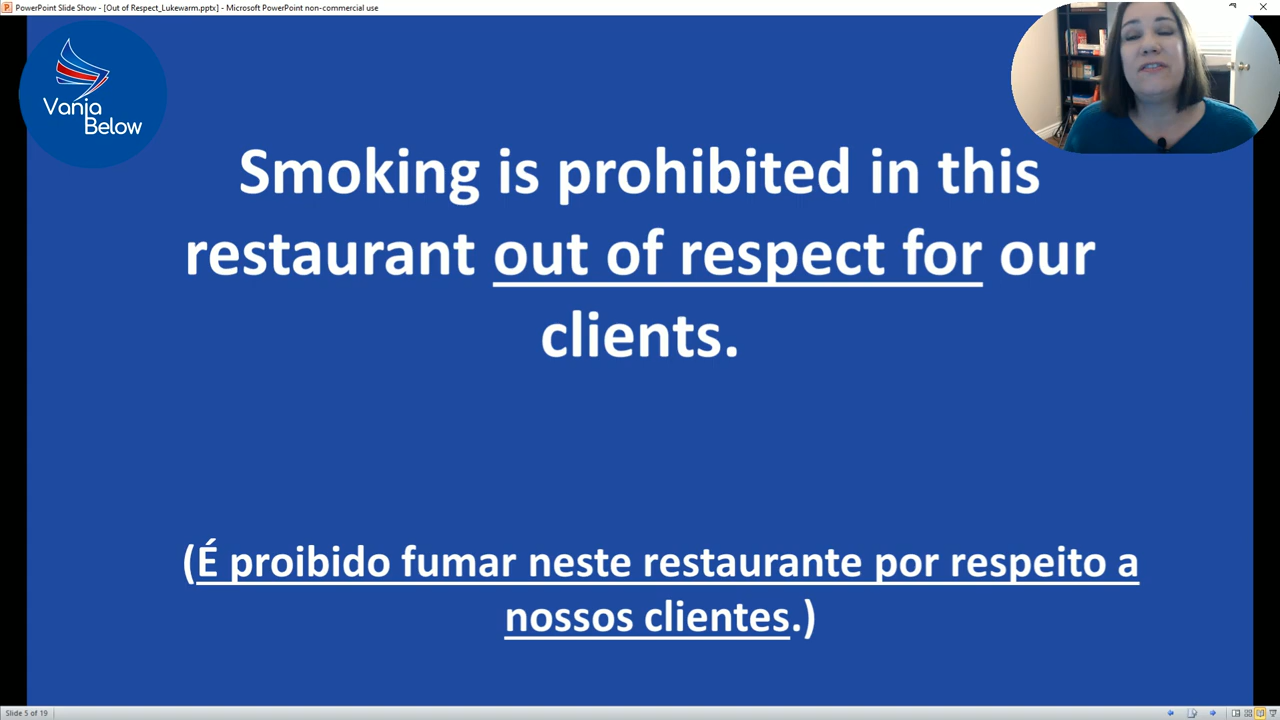 PowerPoint Slide Show - [Out of Respect_Lukewarm.pptx] - Microsoft PowerPoint non-commercial use
Vanja
Below
Smoking is prohibited in this
restaurant out of respect for our
clients.
(É proibido fumar neste restaurante por respeito a
nossos clientes.)
Slide 5 of 19